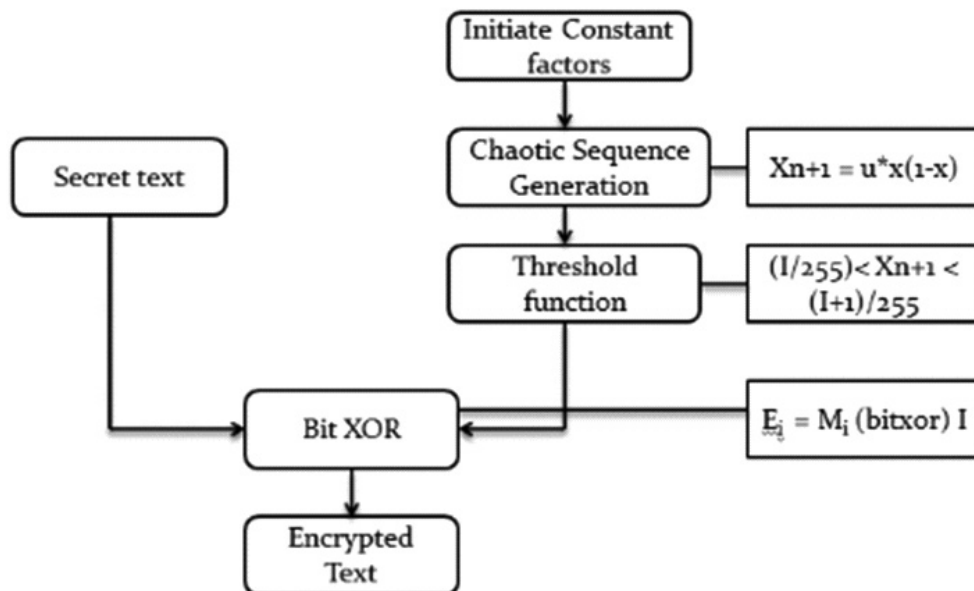 Initiate Constant
factors
Secret text
Chaotic Sequence
Generation
Xn+1 = u*x(1-x)
Threshold
function
(I/255)< Xn+1 <
(I+1)/255
Bit XOR
Ei = Mi (bitxor) I
Encrypted
Text